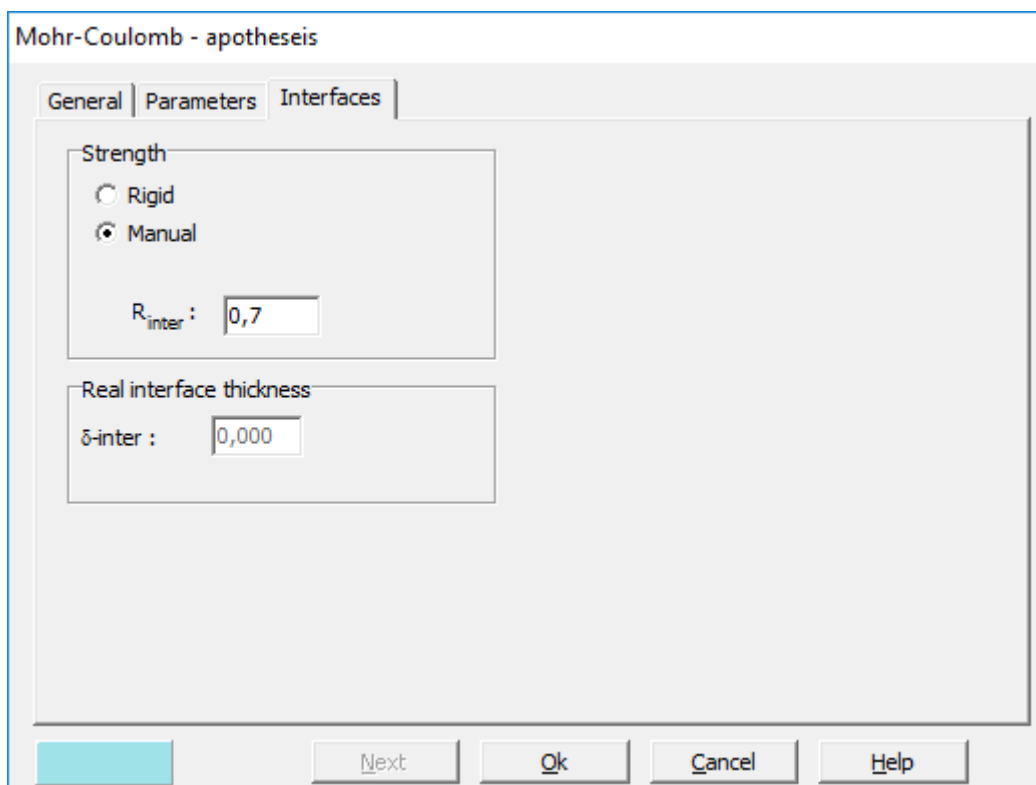 Mohr-Coulomb - apotheseis
General Parameters Interfaces
Strength
Rigid
Manual
R inter : 0,7
Real interface thickness
δ-inter : 0,000
Next Ok Cancel Help